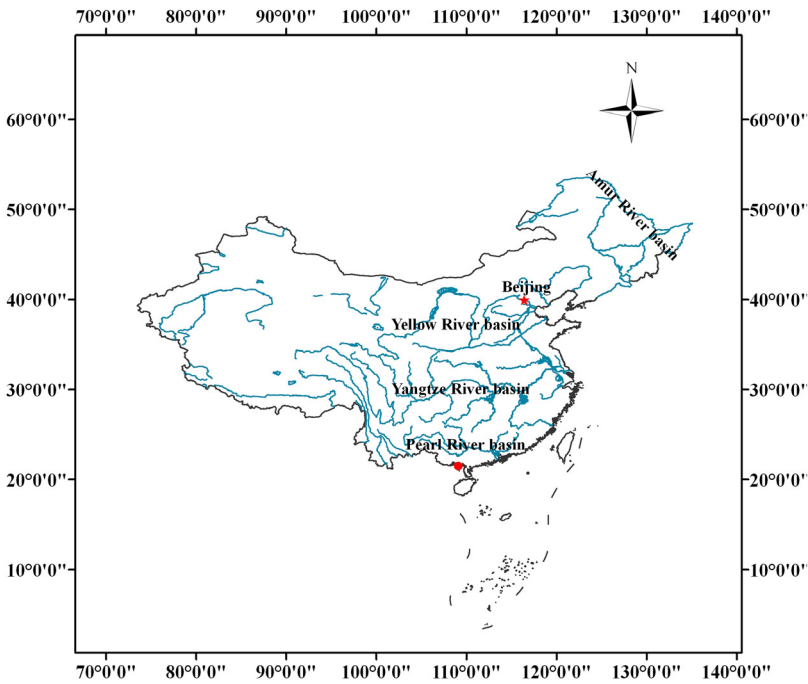 70°0'0" 80°0'0" 90°0'0" 100°0'0" 110°0'0" 120°0'0" 130°0'0" 140°0'0"
N
60°0'0" 60°0'0"
Amur River basin
50°0'0" 50°0'0"
Beijing
40°0'0" 40°0'0"
Yellow River basin
30°0'0" 30°0'0"
Yangtze River basin
Pearl River basin
20°0'0" 20°0'0"
10°0'0" 10°0'0"
70°0'0" 80°0'0" 90°0'0" 100°0'0" 110°0'0" 120°0'0" 130°0'0" 140°0'0"